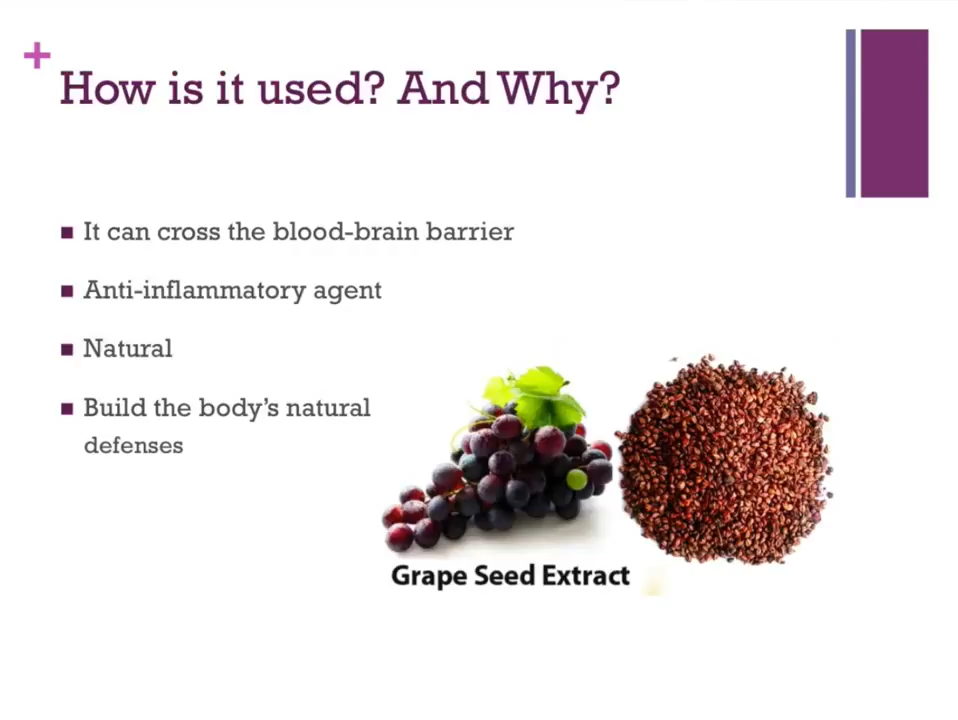 How is it used? And Why?
It can cross the blood-brain barrier
Anti-inflammatory agent
Natural
Build the body's natural
defenses
Grape Seed Extract